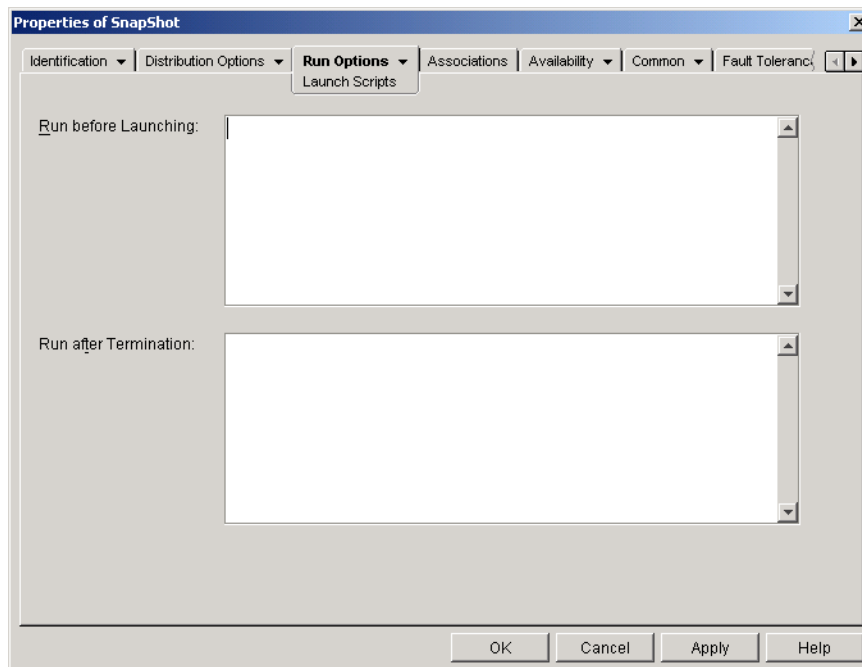 Properties of SnapShot
Identification Distribution Options Run Options Associations Availability Common Fault Toleranc
Launch Scripts
Run before Launching:
Run after Termination:
OK Cancel Apply Help